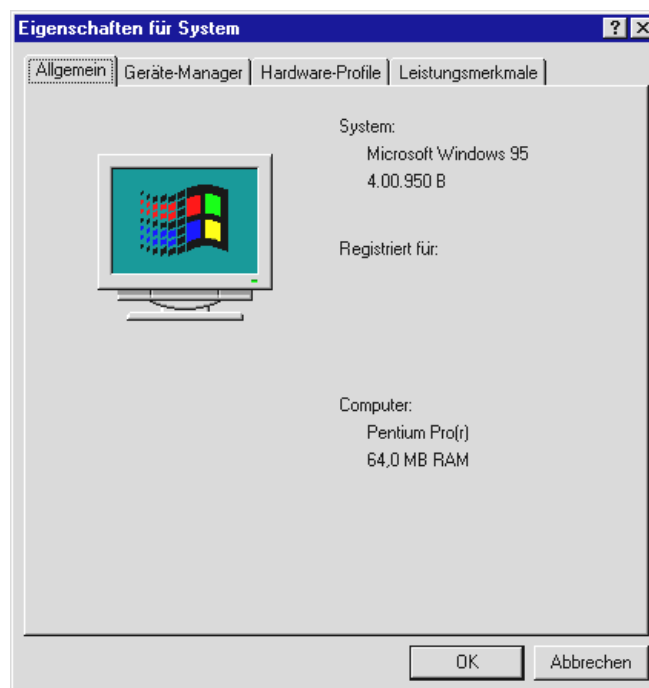 Eigenschaften für System
Allgemein Geräte-Manager Hardware-Profile Leistungsmerkmale
System:
Microsoft Windows 95
4.00.950 B
Registriert für:
Computer:
Pentium Pro(r)
64,0 MB RAM
OK Abbrechen